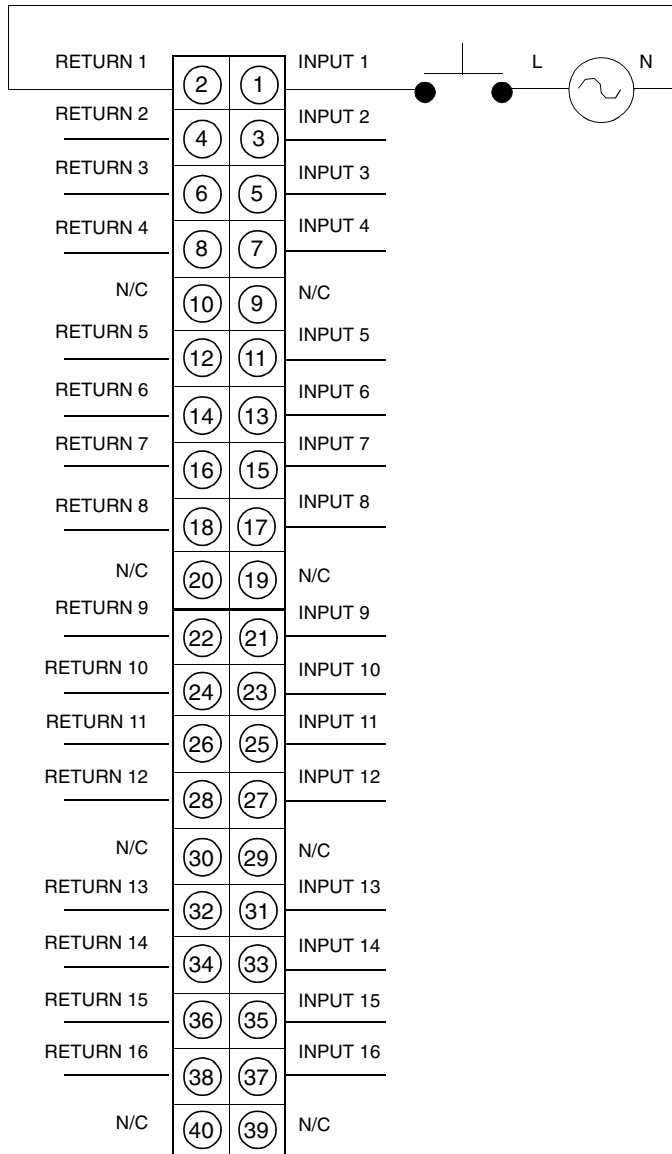 RETURN 1 2 1 INPUT 1 L N
RETURN 2 4 3 INPUT 2
RETURN 3 6 5 INPUT 3
RETURN 4 8 7 INPUT 4
N/C 10 9 N/C
RETURN 5 12 11 INPUT 5
RETURN 6 14 13 INPUT 6
RETURN 7 16 15 INPUT 7
RETURN 8 18 17 INPUT 8
N/C 20 19 N/C
RETURN 9 22 21 INPUT 9
RETURN 10 24 23 INPUT 10
RETURN 11 26 25 INPUT 11
RETURN 12 28 27 INPUT 12
N/C 30 29 N/C
RETURN 13 32 31 INPUT 13
RETURN 14 34 33 INPUT 14
RETURN 15 36 35 INPUT 15
RETURN 16 38 37 INPUT 16
N/C 40 39 N/C